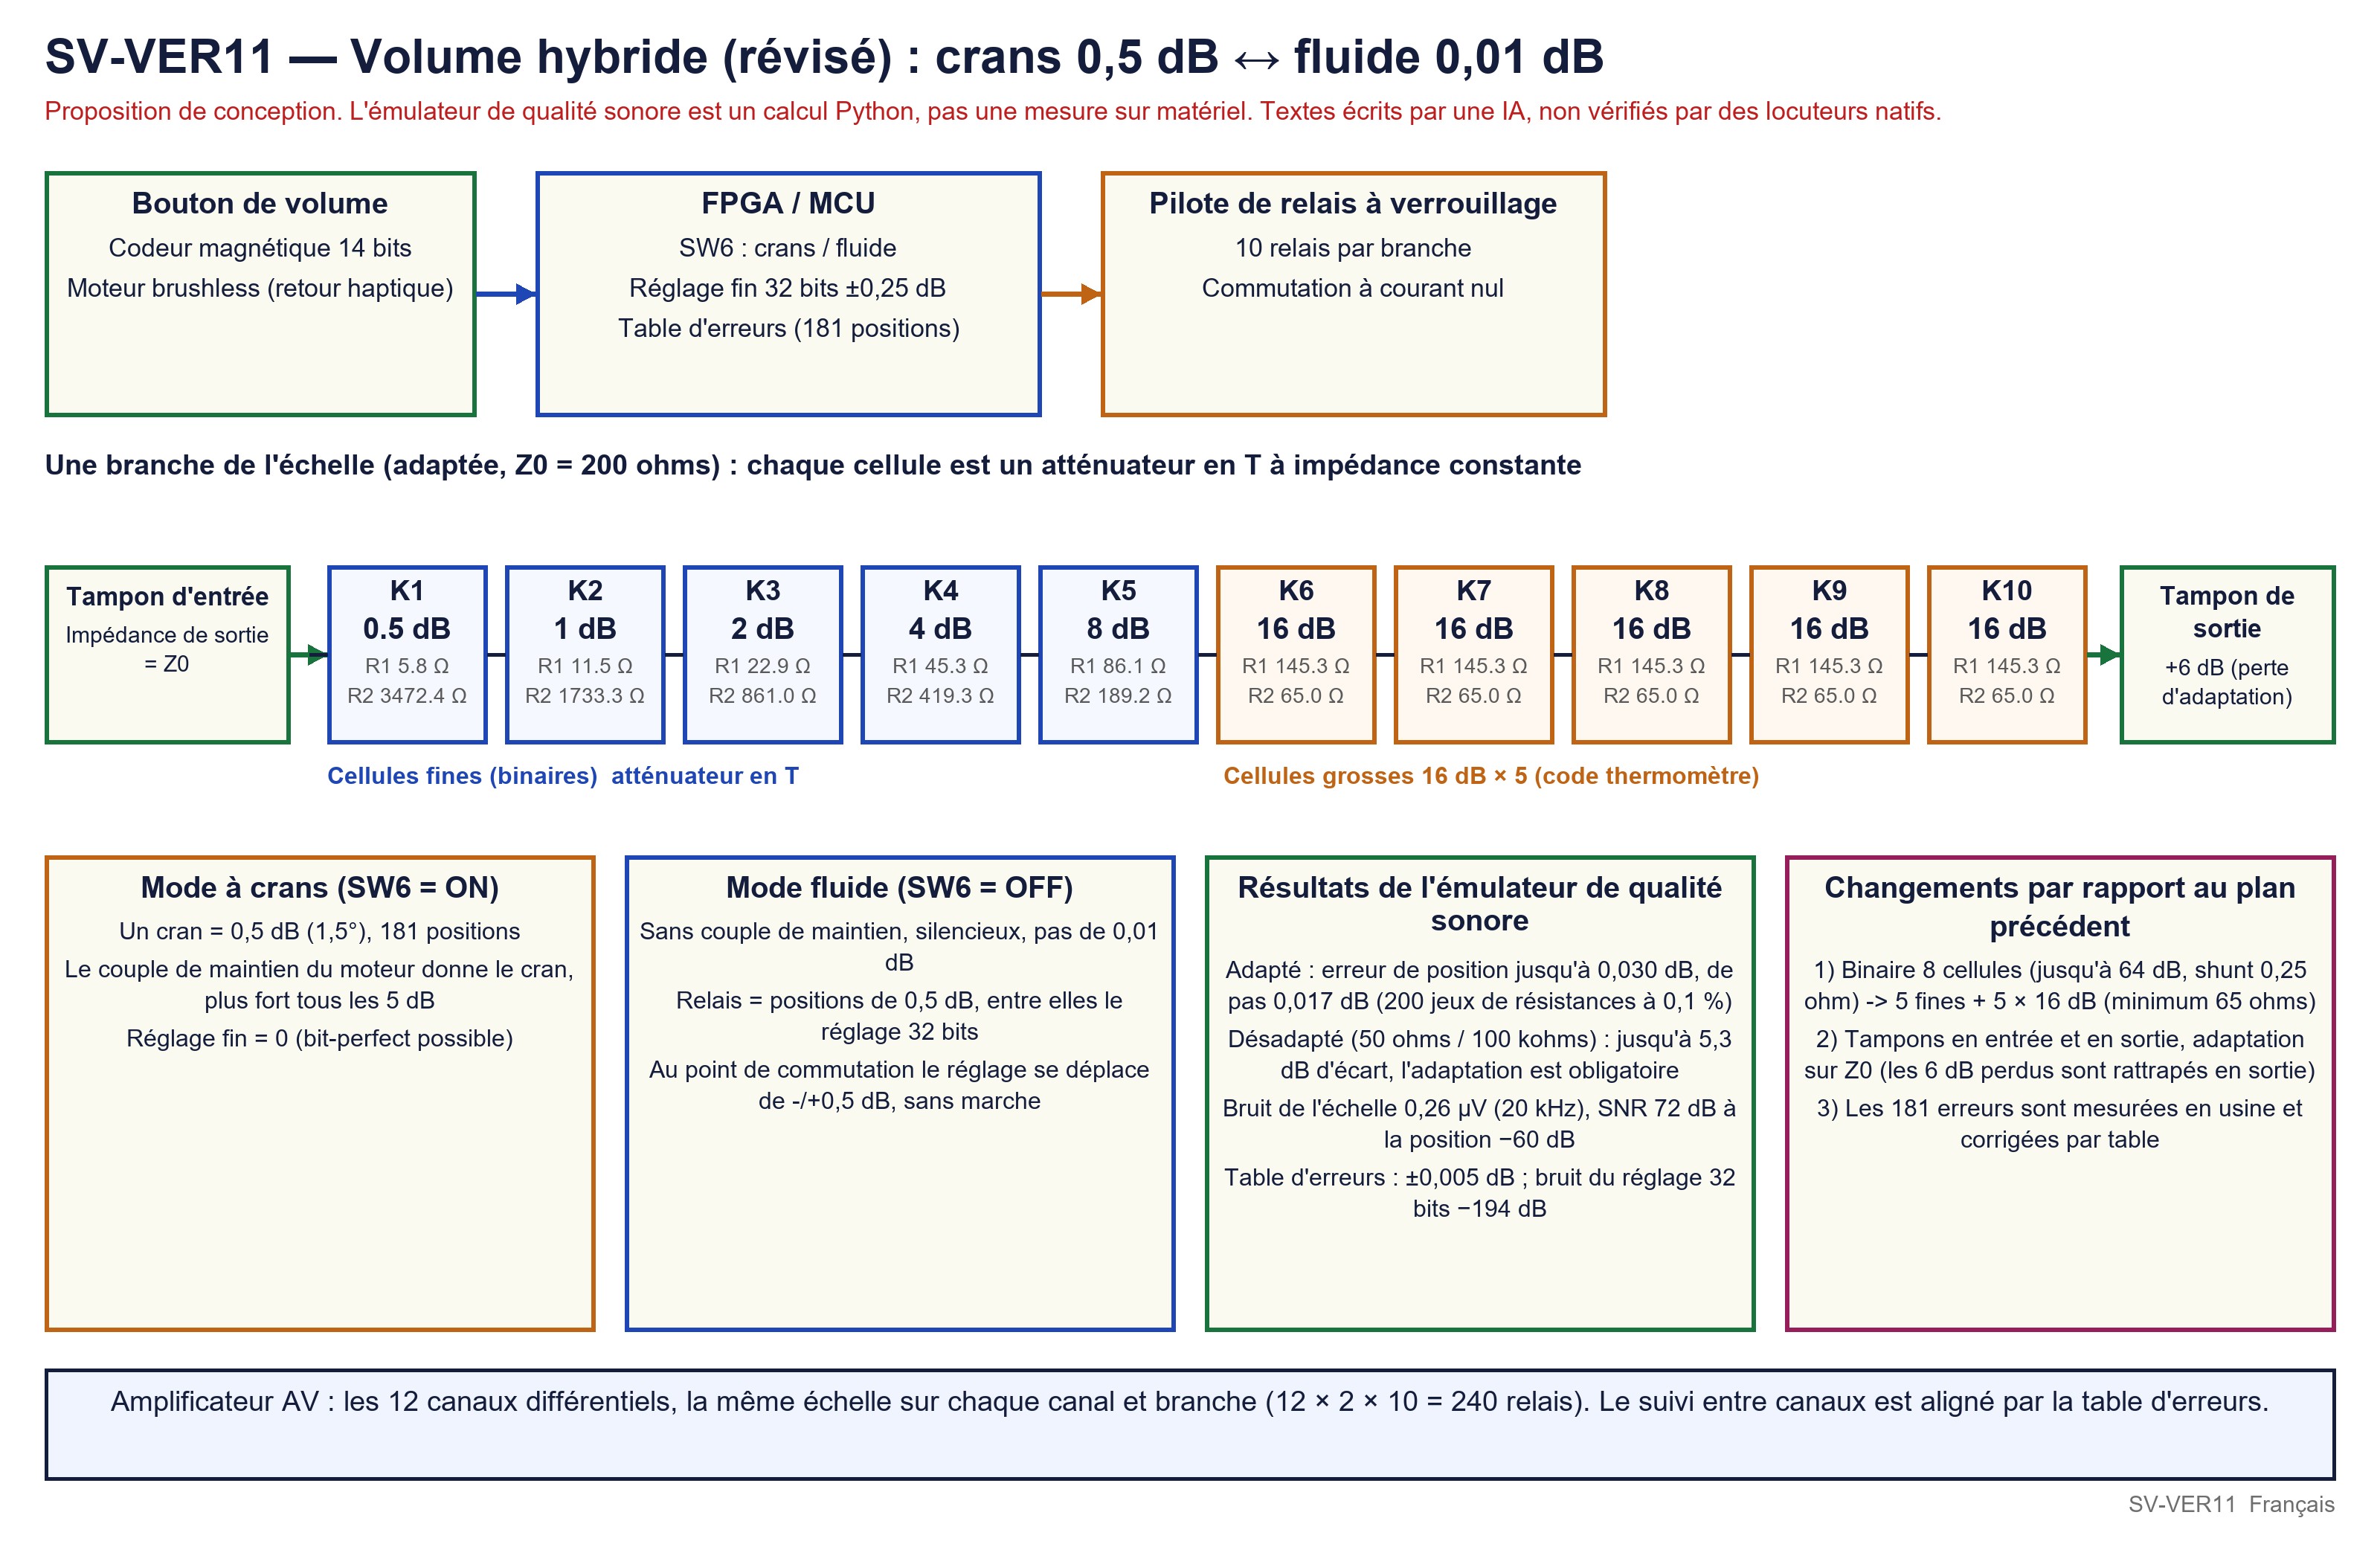 SV-VER11 — Volume hybride (révisé) : crans 0,5 dB ↔ fluide 0,01 dB
Proposition de conception. L'émulateur de qualité sonore est un calcul Python, pas une mesure sur matériel. Textes écrits par une IA, non vérifiés par des locuteurs natifs.
Bouton de volume
Codeur magnétique 14 bits
Moteur brushless (retour haptique)
FPGA / MCU
SW6 : crans / fluide
Réglage fin 32 bits ±0,25 dB
Table d'erreurs (181 positions)
Pilote de relais à verrouillage
10 relais par branche
Commutation à courant nul
Une branche de l'échelle (adaptée, Z0 = 200 ohms) : chaque cellule est un atténuateur en T à impédance constante
Tampon d'entrée
Impédance de sortie
= Z0
K1
0.5 dB
R1 5.8 Ω
R2 3472.4 Ω
K2
1 dB
R1 11.5 Ω
R2 1733.3 Ω
K3
2 dB
R1 22.9 Ω
R2 861.0 Ω
K4
4 dB
R1 45.3 Ω
R2 419.3 Ω
K5
8 dB
R1 86.1 Ω
R2 189.2 Ω
K6
16 dB
R1 145.3 Ω
R2 65.0 Ω
K7
16 dB
R1 145.3 Ω
R2 65.0 Ω
K8
16 dB
R1 145.3 Ω
R2 65.0 Ω
K9
16 dB
R1 145.3 Ω
R2 65.0 Ω
K10
16 dB
R1 145.3 Ω
R2 65.0 Ω
Tampon de
sortie
+6 dB (perte
d'adaptation)
Cellules fines (binaires)  atténuateur en T
Cellules grosses 16 dB × 5 (code thermomètre)
Mode à crans (SW6 = ON)
Un cran = 0,5 dB (1,5°), 181 positions
Le couple de maintien du moteur donne le cran,
plus fort tous les 5 dB
Réglage fin = 0 (bit-perfect possible)
Mode fluide (SW6 = OFF)
Sans couple de maintien, silencieux, pas de 0,01
dB
Relais = positions de 0,5 dB, entre elles le
réglage 32 bits
Au point de commutation le réglage se déplace
de -/+0,5 dB, sans marche
Résultats de l'émulateur de qualité
sonore
Adapté : erreur de position jusqu'à 0,030 dB, de
pas 0,017 dB (200 jeux de résistances à 0,1 %)
Désadapté (50 ohms / 100 kohms) : jusqu'à 5,3
dB d'écart, l'adaptation est obligatoire
Bruit de l'échelle 0,26 µV (20 kHz), SNR 72 dB à
la position −60 dB
Table d'erreurs : ±0,005 dB ; bruit du réglage 32
bits −194 dB
Changements par rapport au plan
précédent
1) Binaire 8 cellules (jusqu'à 64 dB, shunt 0,25
ohm) -> 5 fines + 5 × 16 dB (minimum 65 ohms)
2) Tampons en entrée et en sortie, adaptation
sur Z0 (les 6 dB perdus sont rattrapés en sortie)
3) Les 181 erreurs sont mesurées en usine et
corrigées par table
Amplificateur AV : les 12 canaux différentiels, la même échelle sur chaque canal et branche (12 × 2 × 10 = 240 relais). Le suivi entre canaux est aligné par la table d'erreurs.
SV-VER11  Français